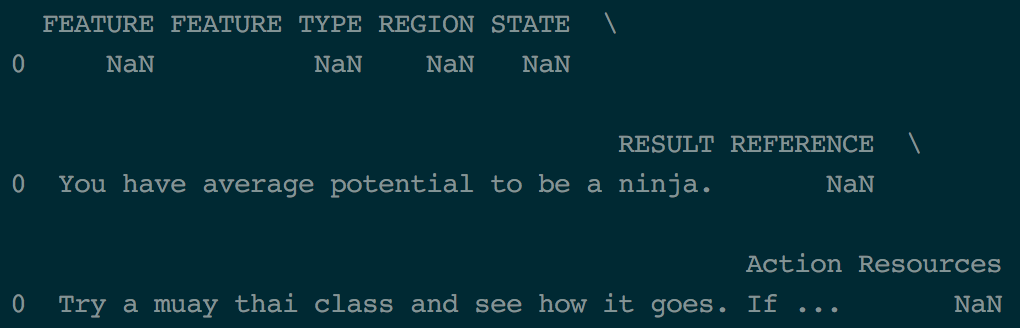 FEATURE FEATURE TYPE REGION STATE \
0 NaN NaN NaN NaN
RESULT REFERENCE \
0 You have average potential to be a ninja. NaN
Action Resources
0 Try a muay thai class and see how it goes. If ... NaN